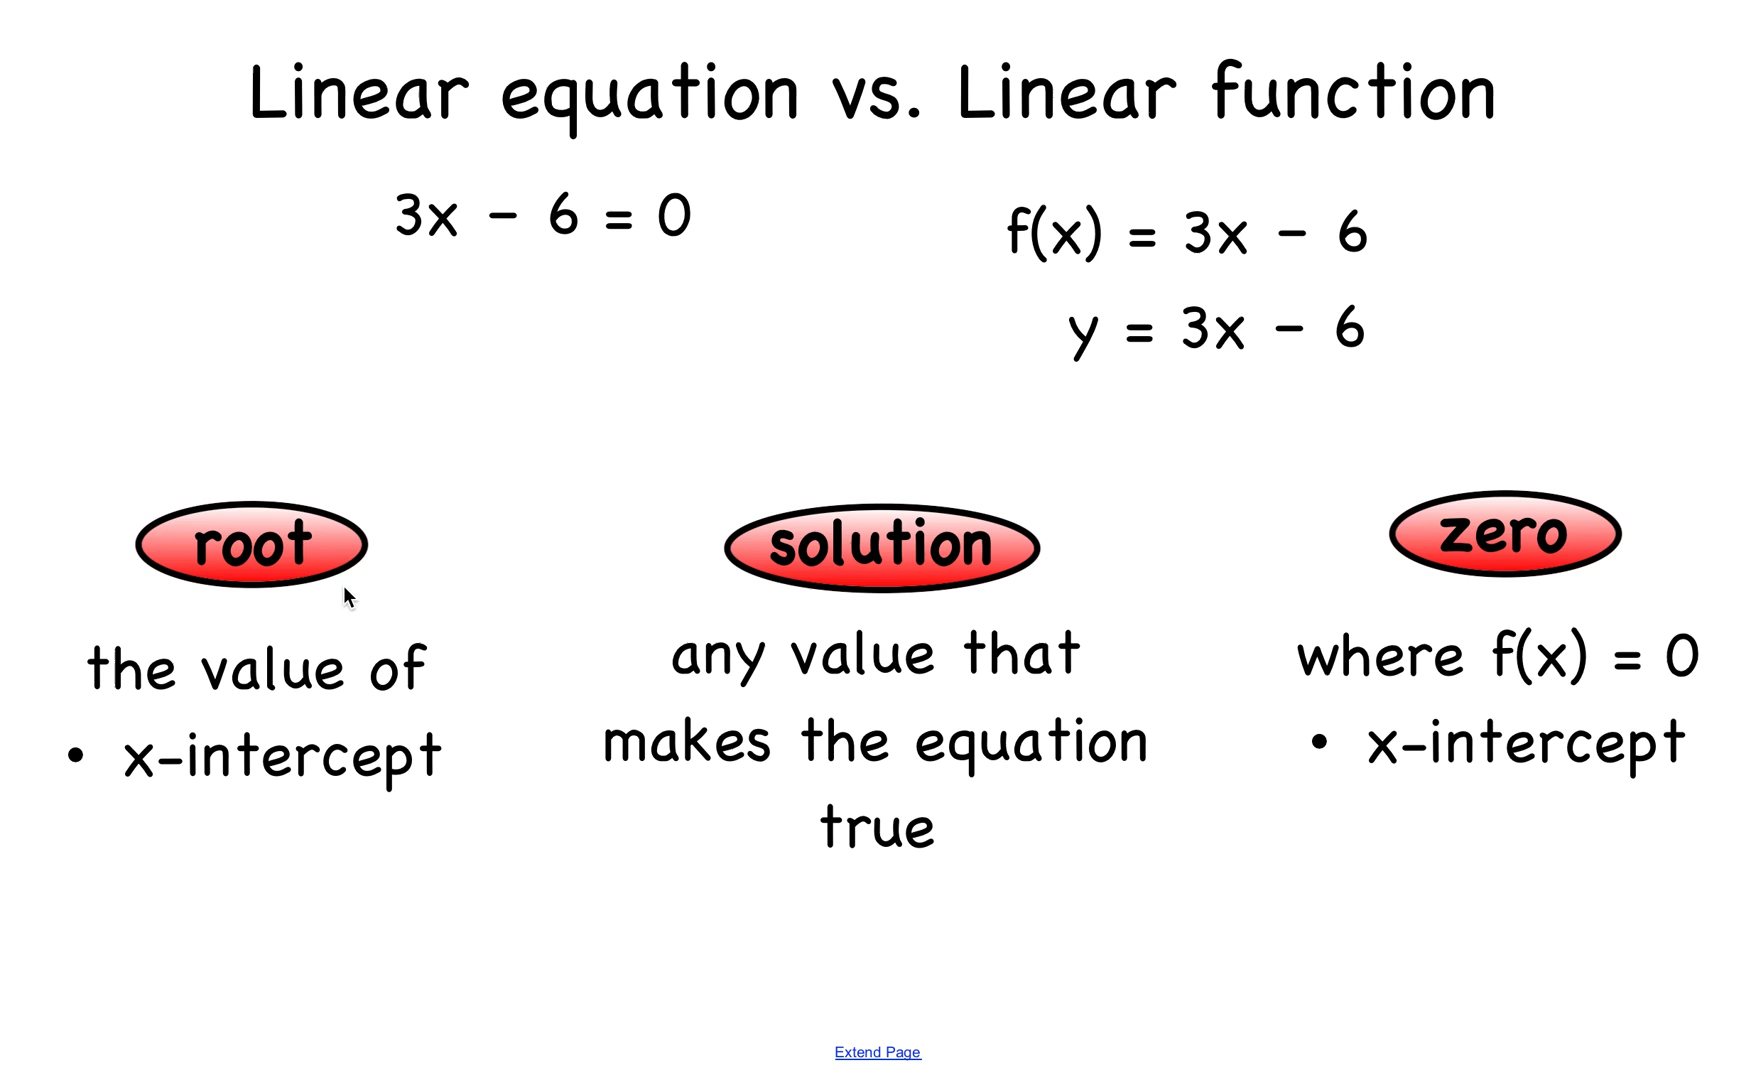 Linear equation vs. Linear function
3x - 6 = 0
f(x) = 3x - 6
y = 3x - 6
root
solution
zero
the value of
• x-intercept
any value that
makes the equation
true
where f(x) = 0
• x-intercept
Extend Page